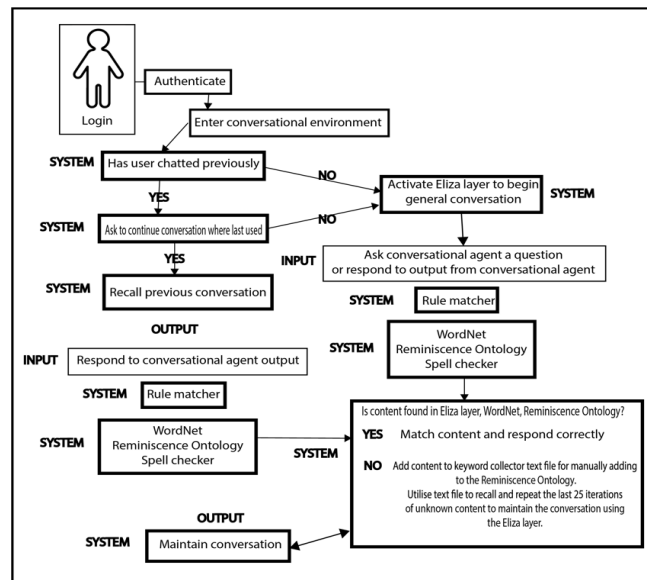 Login
Authenticate
Enter conversational environment
SYSTEM
Has user chatted previously
NO
YES
Activate Eliza layer to begin
general conversation
SYSTEM
SYSTEM
Ask to continue conversation where last used
NO
YES
INPUT
Ask conversational agent a question
or respond to output from conversational agent
SYSTEM
Recall previous conversation
SYSTEM
Rule matcher
OUTPUT
SYSTEM
WordNet
Reminiscence Ontology
Spell checker
INPUT
Respond to conversational agent output
SYSTEM
Rule matcher
SYSTEM
WordNet
Reminiscence Ontology
Spell checker
SYSTEM
Is content found in Eliza layer, WordNet, Reminiscence Ontology?
YES Match content and respond correctly
NO Add content to keyword collector text file for manually adding
to the Reminiscence Ontology.
Utilise text file to recall and repeat the last 25 iterations
of unknown content to maintain the conversation using
the Eliza layer.
OUTPUT
SYSTEM
Maintain conversation